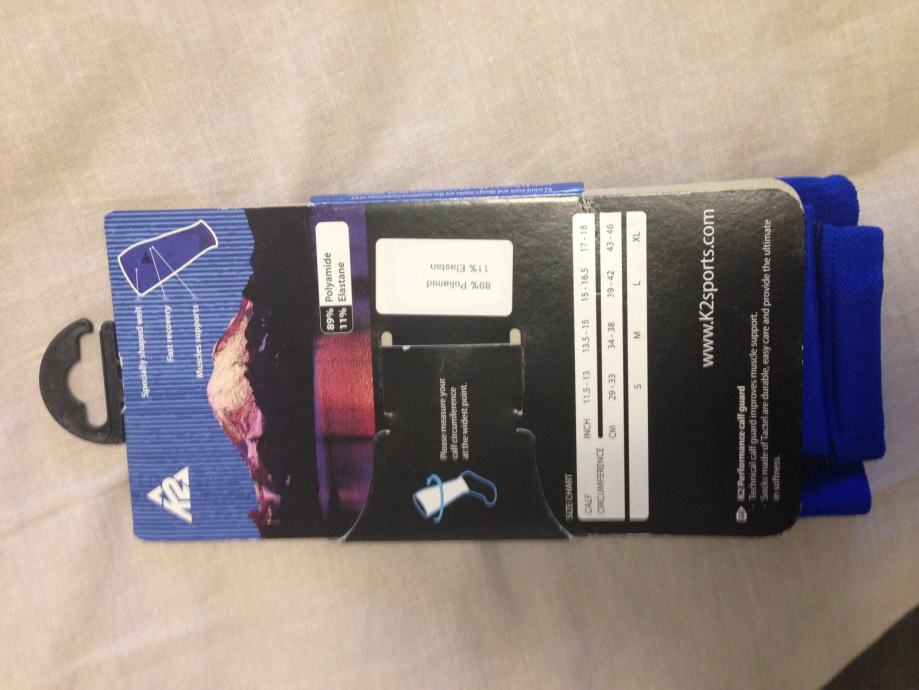 K2
Specially shaped welt
Fast recovery
Muscles supports
89% Polyamide
11% Elastane
89% Poliamid
11% Elastan
Please measure your
calf circumference
at the widest point.
SIZE CHART
CALF
CIRCUMFERENCE
INCH 11,5 - 13 13,5 - 15 15 - 16,5 17 - 18
CM 29 - 33 34 - 38 39 - 42 43 - 46
S M L XL
www.K2sports.com
K2 Performance calf guard
- Technical calf guard improves muscle support.
- Socks made of Tactel are durable, easy care and provide the ultimate
in softness.